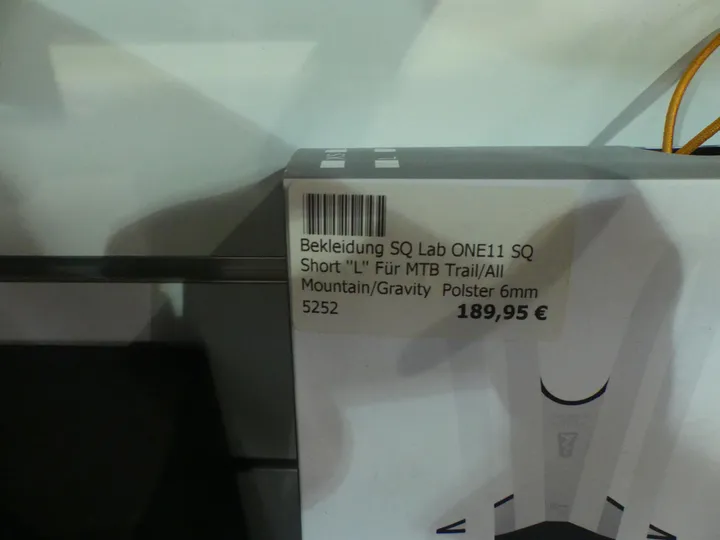 Bekleidung SQ Lab ONE11 SQ
Short "L" Für MTB Trail/All
Mountain/Gravity Polster 6mm
5252 189,95 €